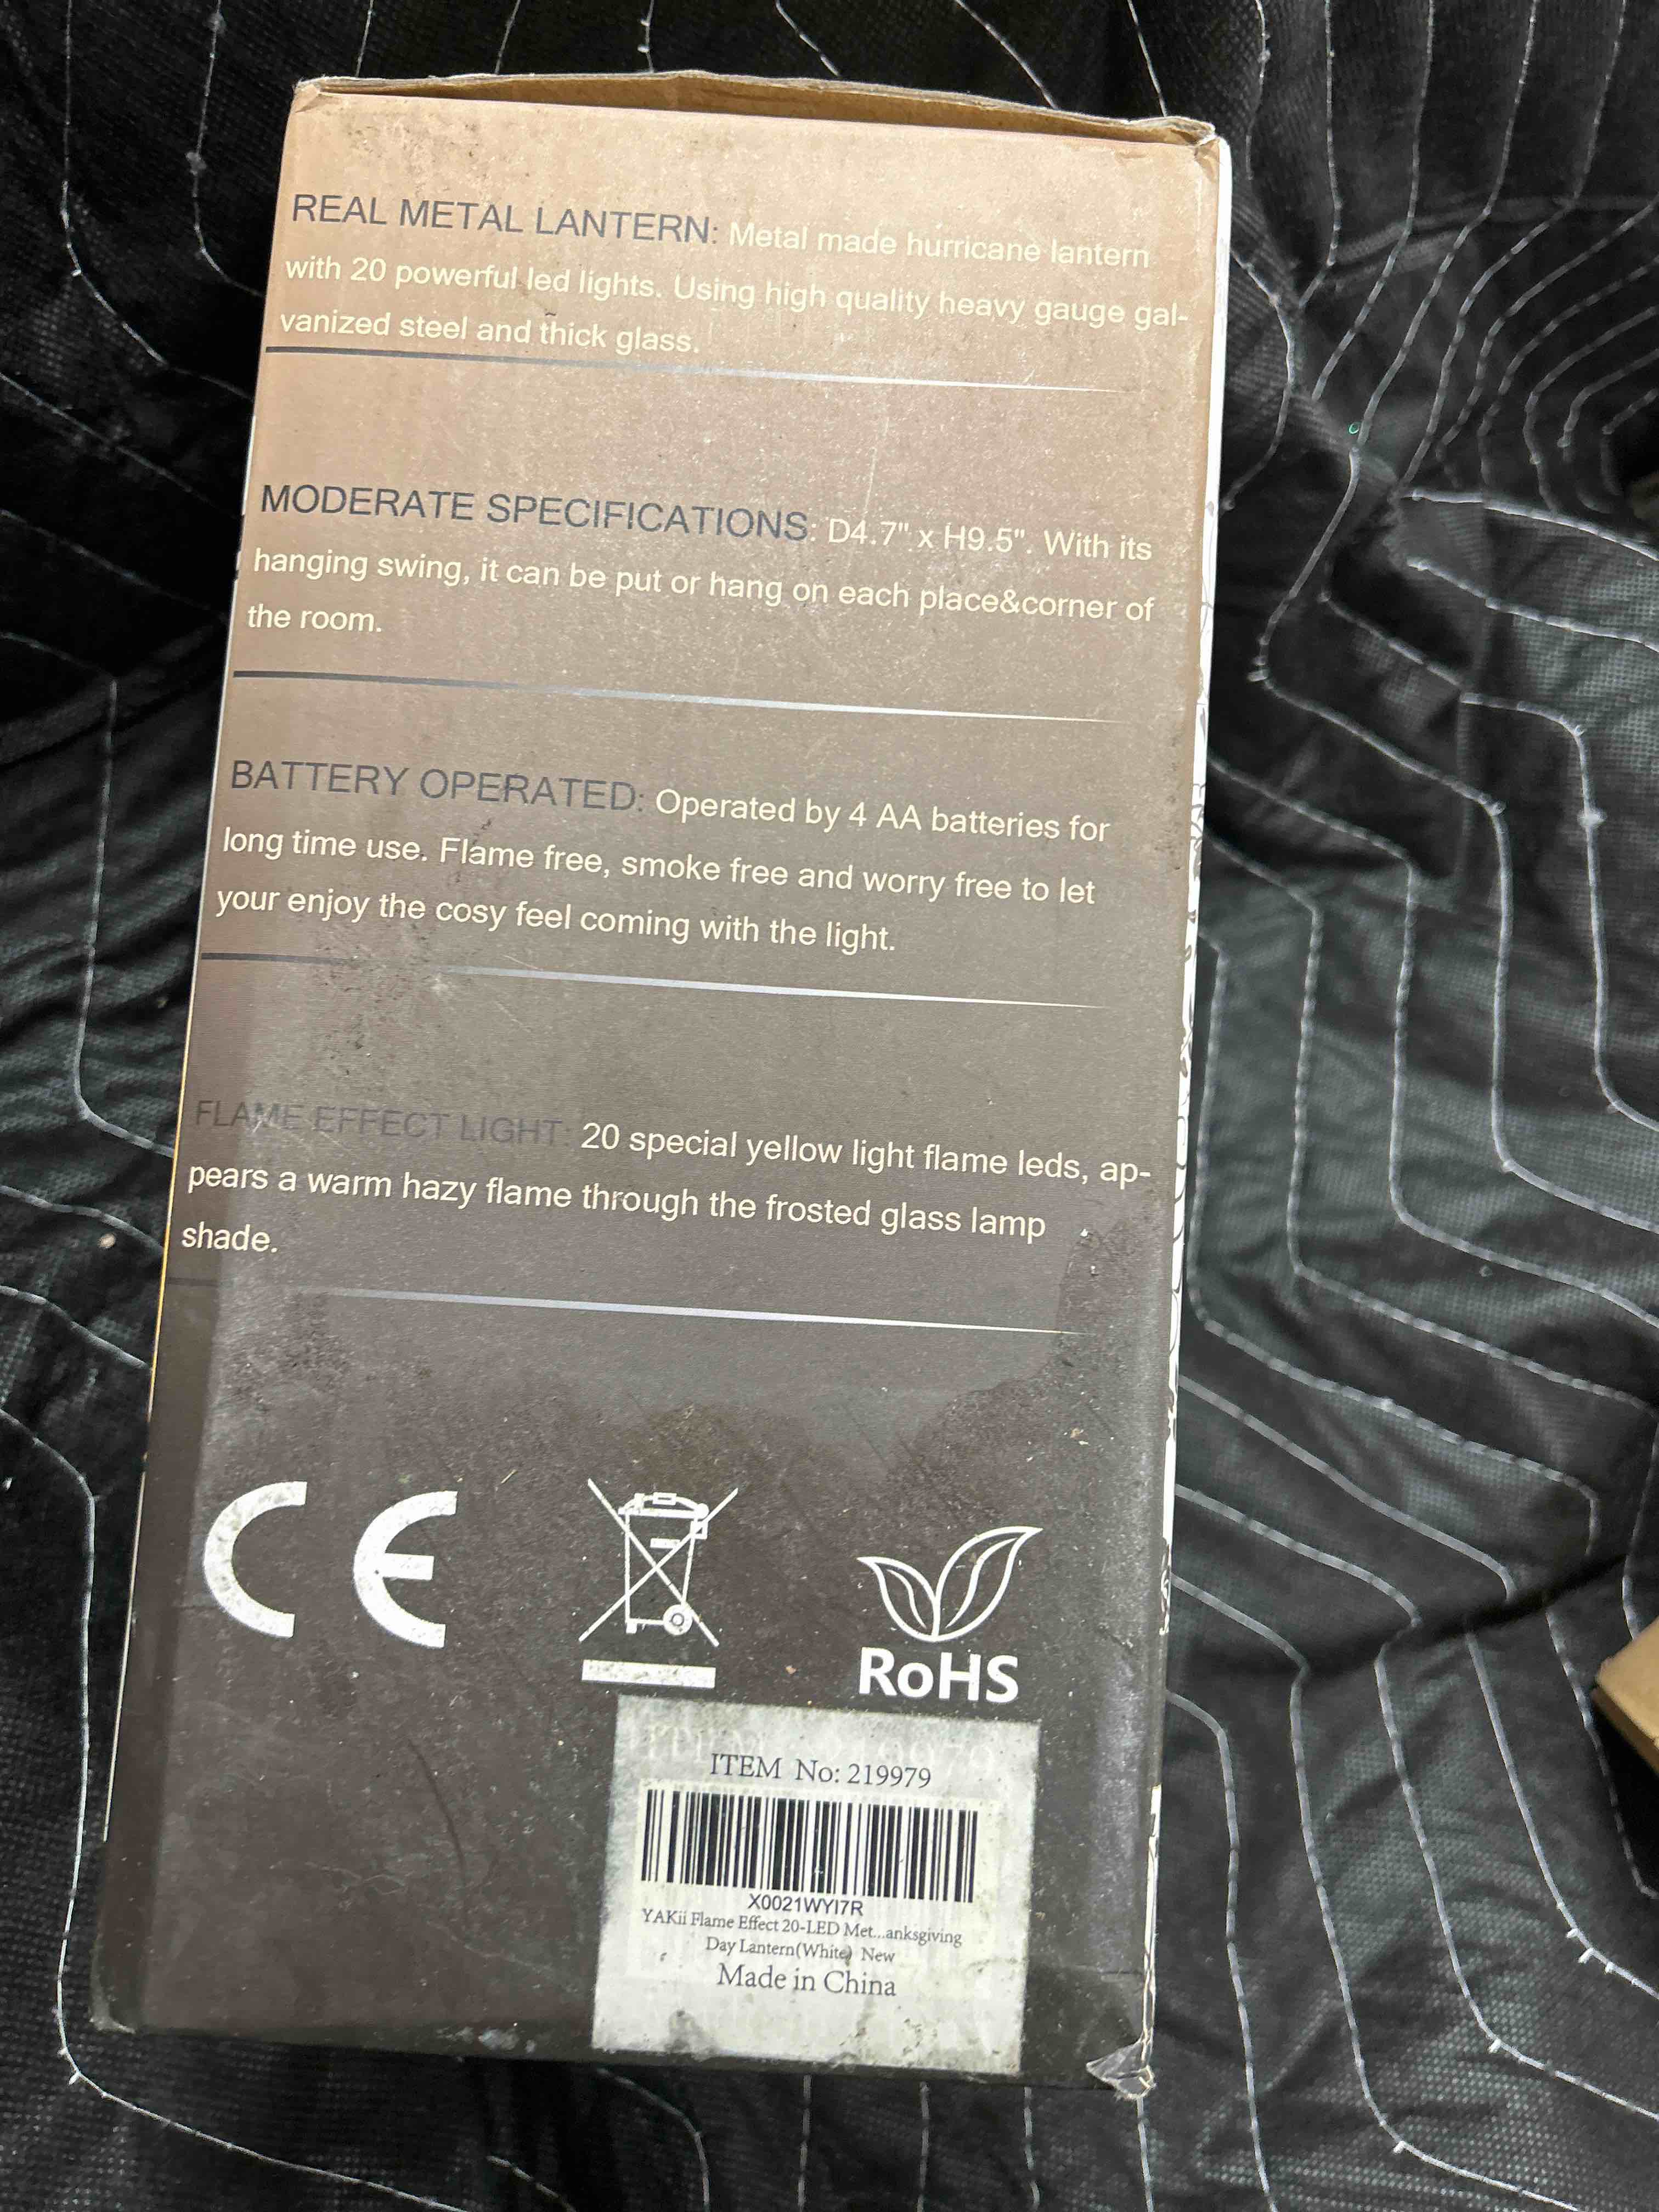 REAL METAL LANTERN: Metal made hurricane lantern
with 20 powerful led lights. Using high quality heavy gauge gal-
vanized steel and thick glass.
MODERATE SPECIFICATIONS: D4.7" x H9.5". With its
hanging swing, it can be put or hang on each place&corner of
the room.
BATTERY OPERATED: Operated by 4 AA batteries for
long time use. Flame free, smoke free and worry free to let
your enjoy the cosy feel coming with the light.
FLAME EFFECT LIGHT: 20 special yellow light flame leds, ap-
pears a warm hazy flame through the frosted glass lamp
shade.
CE
RoHS
ITEM No: 219979
X0021WYI7R
YAKii Flame Effect 20-LED Met...anksgiving
Day Lantern(White) New
Made in China